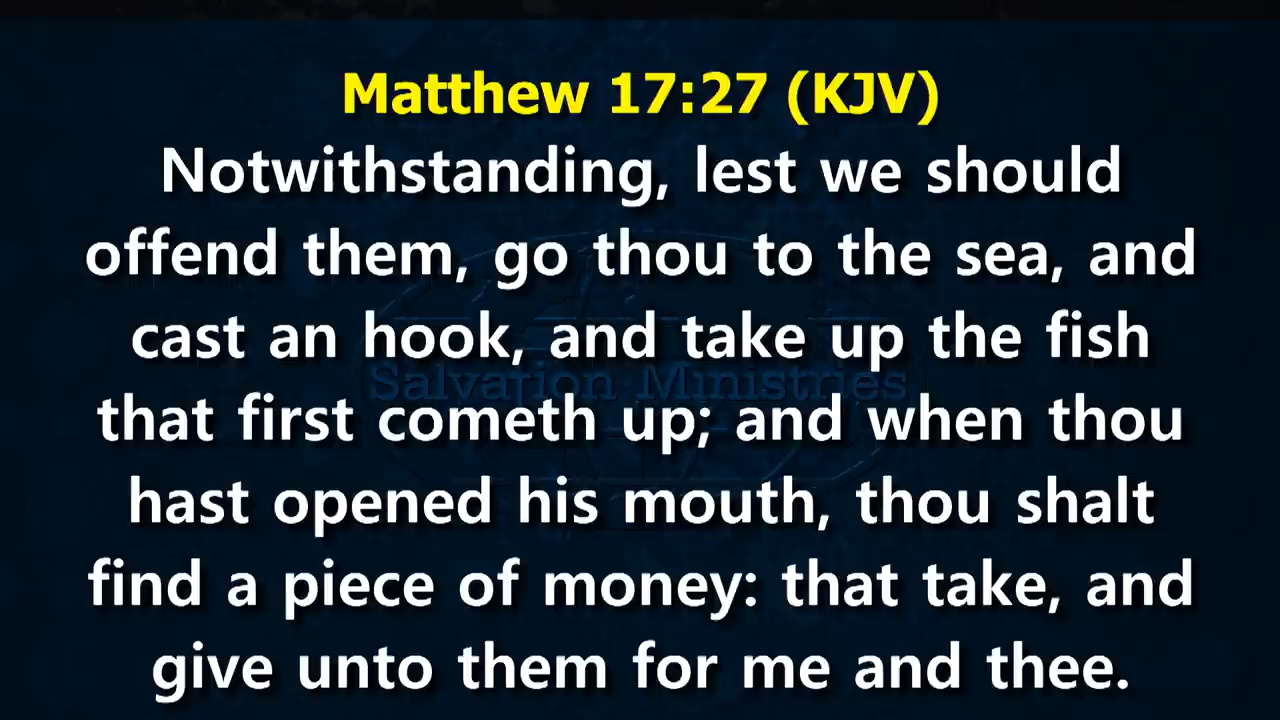 Matthew 17:27 (KJV)
Notwithstanding, lest we should
offend them, go thou to the sea, and
cast an hook, and take up the fish
Salvation Ministries
that first cometh up; and when thou
hast opened his mouth, thou shalt
find a piece of money: that take, and
give unto them for me and thee.